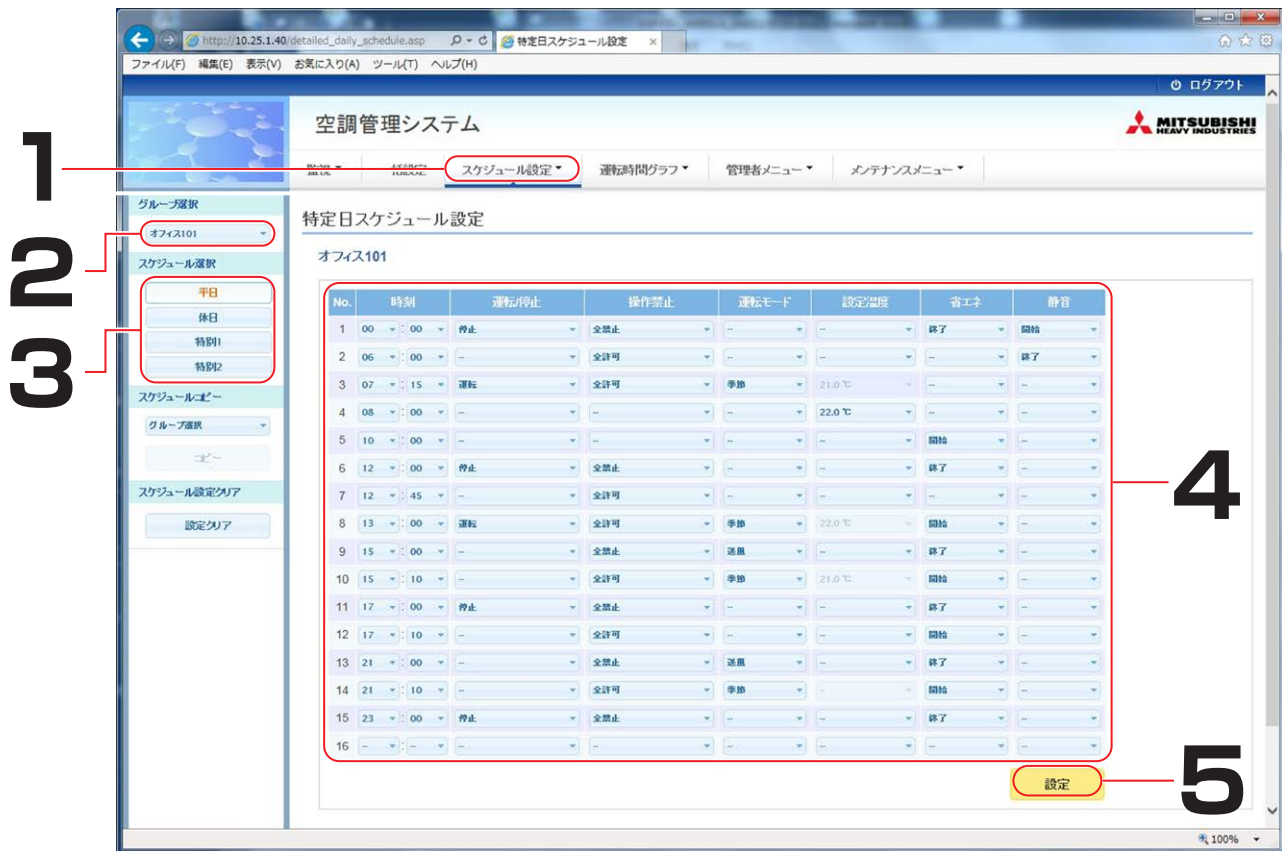 http://10.25.1.40/detailed_daily_schedule.asp
特定日スケジュール設定
ファイル(F) 編集(E) 表示(V) お気に入り(A) ツール(T) ヘルプ(H)
ログアウト
空調管理システム
MITSUBISHI
HEAVY INDUSTRIES
監視 一括設定 スケジュール設定 運転時間グラフ 管理者メニュー メンテナンスメニュー
1
グループ選択
オフィス101
2
スケジュール選択
平日
休日
特別1
特別2
3
スケジュールコピー
グループ選択
コピー
スケジュール設定クリア
設定クリア
特定日スケジュール設定
オフィス101
No. 時刻 運転/停止 操作禁止 運転モード 設定温度 省エネ 静音
1 00 : 00 停止 全禁止 -- -- 終了 開始
2 06 : 00 -- 全許可 -- -- -- 終了
3 07 : 15 運転 全許可 季節 21.0 ℃ -- --
4 08 : 00 -- -- -- 22.0 ℃ -- --
5 10 : 00 -- -- -- -- 開始 --
6 12 : 00 停止 全禁止 -- -- 終了 --
7 12 : 45 -- 全許可 -- -- -- --
8 13 : 00 運転 全許可 季節 22.0 ℃ 開始 --
9 15 : 00 -- 全禁止 送風 -- 終了 --
10 15 : 10 -- 全許可 季節 21.0 ℃ 開始 --
11 17 : 00 停止 全禁止 -- -- 終了 --
12 17 : 10 -- 全許可 -- -- 開始 --
13 21 : 00 -- 全禁止 送風 -- 終了 --
14 21 : 10 -- 全許可 季節 -- 開始 --
15 23 : 00 停止 全禁止 -- -- 終了 --
16 -- : -- -- -- -- -- -- --
4
設定
5
100%